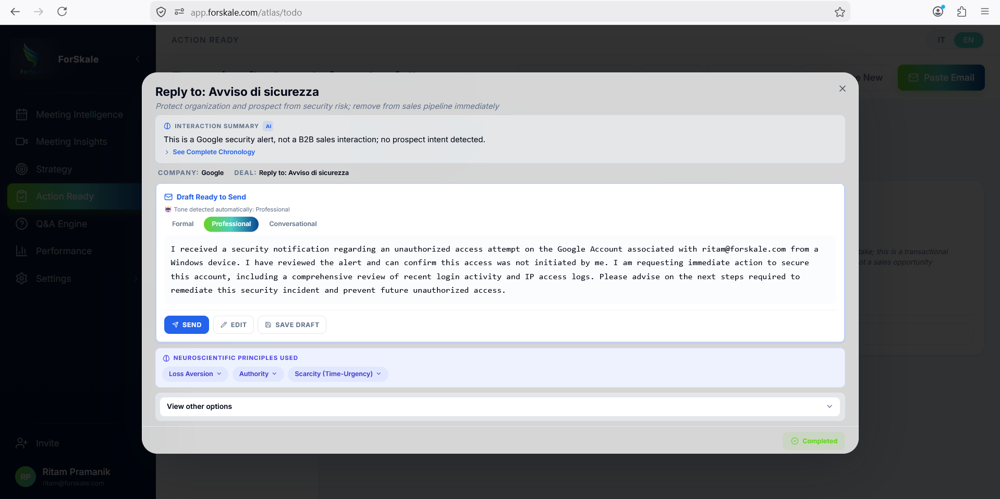 app.forskale.com/atlas/todo
ForSkale
ForSkale
Meeting Intelligence
Meeting Insights
Strategy
Action Ready
Q&A Engine
Performance
Settings
Invite
RP
Ritam Pramanik
ritam@forskale.com
ACTION READY
IT
EN
New
Paste Email
Reply to: Avviso di sicurezza
Protect organization and prospect from security risk; remove from sales pipeline immediately
INTERACTION SUMMARY AI
This is a Google security alert, not a B2B sales interaction; no prospect intent detected.
See Complete Chronology
COMPANY: Google DEAL: Reply to: Avviso di sicurezza
Draft Ready to Send
Tone detected automatically: Professional
Formal Professional Conversational
I received a security notification regarding an unauthorized access attempt on the Google Account associated with ritam@forskale.com from a
Windows device. I have reviewed the alert and can confirm this access was not initiated by me. I am requesting immediate action to secure
this account, including a comprehensive review of recent login activity and IP access logs. Please advise on the next steps required to
remediate this security incident and prevent future unauthorized access.
SEND EDIT SAVE DRAFT
NEUROSCIENTIFIC PRINCIPLES USED
Loss Aversion Authority Scarcity (Time-Urgency)
View other options
Completed
take; this is a transactional
not a sales opportunity